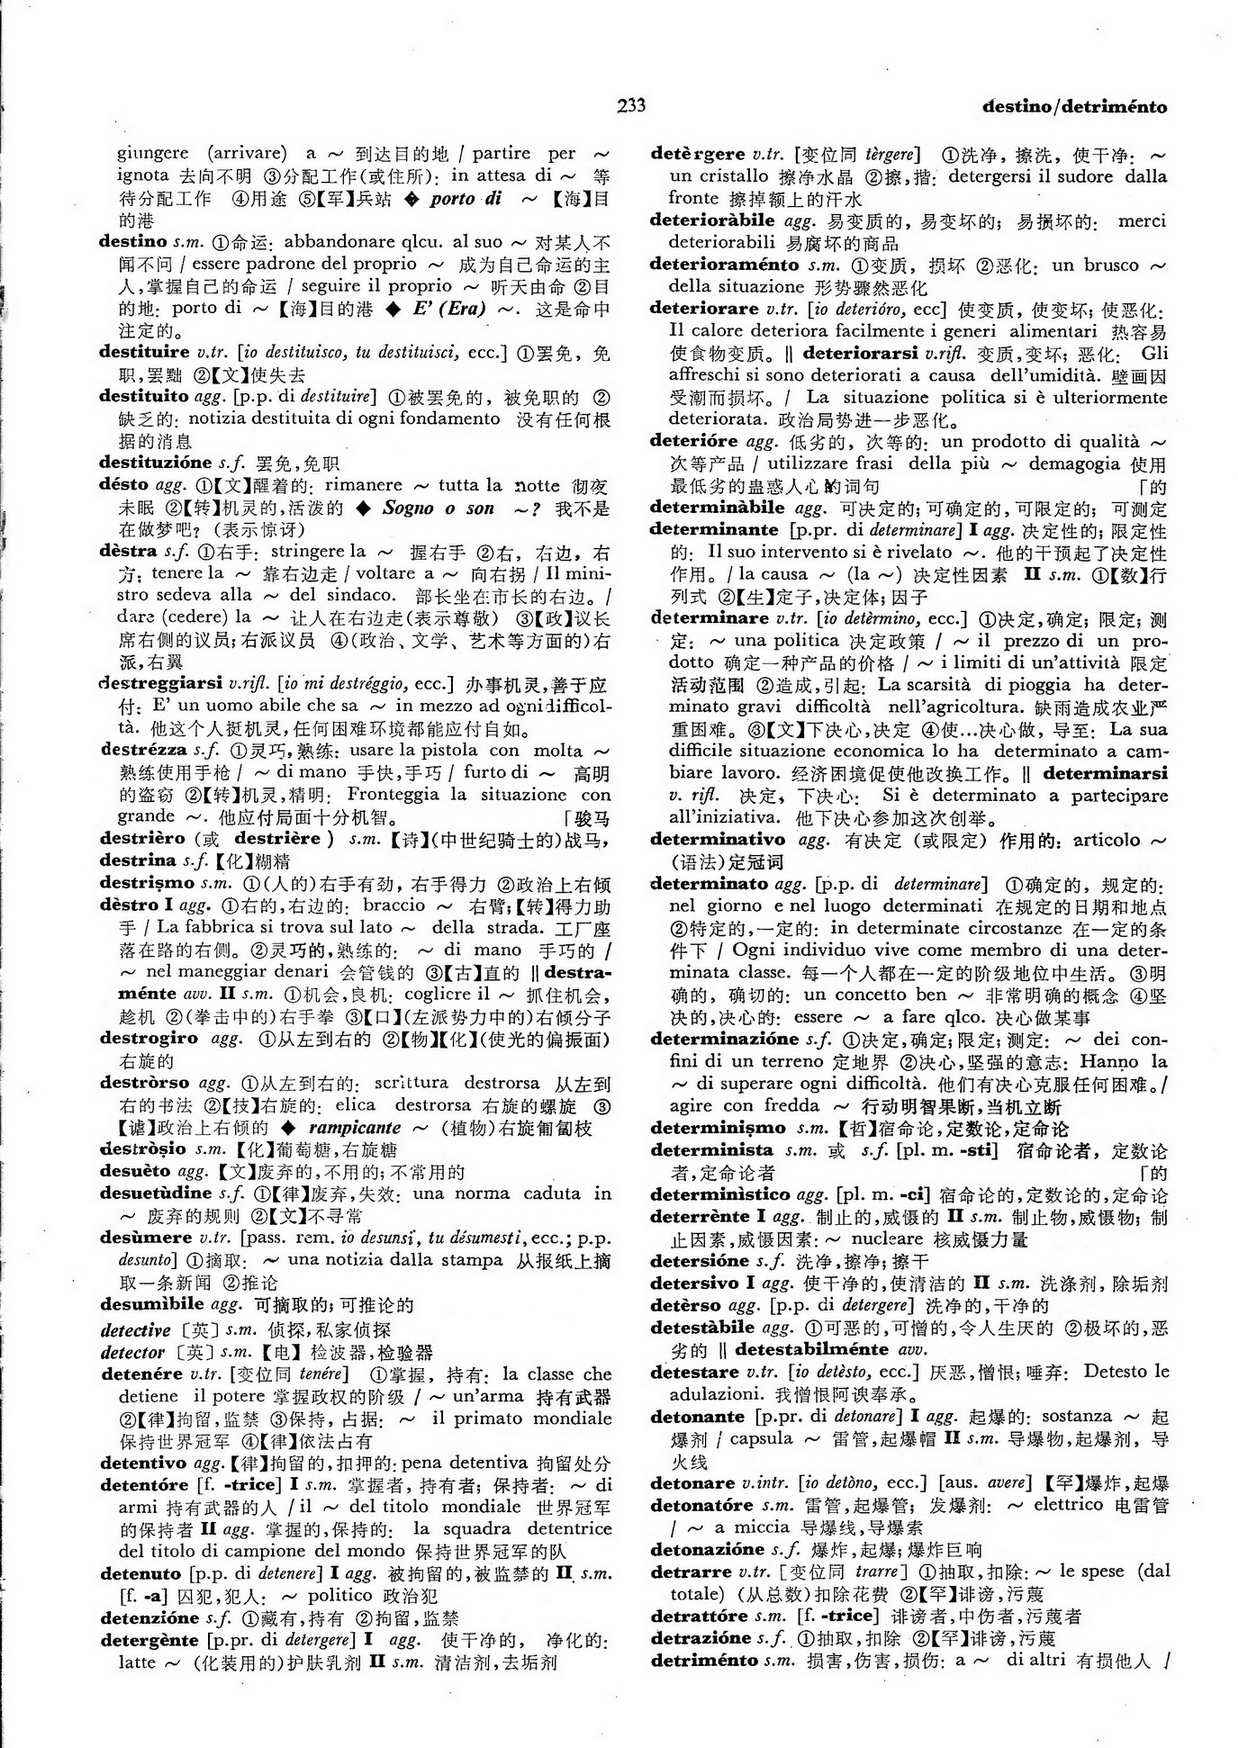 233
destino/detriménto
giungere (arrivare) a ～ 到达目的地 / partire per ～
ignota 去向不明 ③分配工作(或住所): in attesa di ～ 等
待分配工作 ④用途 ⑤【军】兵站 ◆ porto di ～ 【海】目
的港
destino s.m. ①命运: abbandonare qlcu. al suo ～ 对某人不
闻不问 / essere padrone del proprio ～ 成为自己命运的主
人,掌握自己的命运 / seguire il proprio ～ 听天由命 ②目
的地: porto di ～ 【海】目的港 ◆ E' (Era) ～. 这是命中
注定的。
destituire v.tr. [io destituisco, tu destituisci, ecc.] ①罢免, 免
职,罢黜 ②【文】使失去
destituito agg. [p.p. di destituire] ①被罢免的, 被免职的 ②
缺乏的: notizia destituita di ogni fondamento 没有任何根
据的消息
destituzióne s.f. 罢免,免职
désto agg. ①【文】醒着的: rimanere ～ tutta la notte 彻夜
未眠 ②【转】机灵的,活泼的 ◆ Sogno o son ～? 我不是
在做梦吧? (表示惊讶)
dèstra s.f. ①右手: stringere la ～ 握右手 ②右, 右边, 右
方: tenere la ～ 靠右边走 / voltare a ～ 向右拐 / Il mini-
stro sedeva alla ～ del sindaco. 部长坐在市长的右边。/
dare (cedere) la ～ 让人在右边走(表示尊敬) ③【政】议长
席右侧的议员; 右派议员 ④(政治、文学、艺术等方面的)右
派,右翼
destreggiarsi v.rifl. [io mi destréggio, ecc.] 办事机灵,善于应
付: E' un uomo abile che sa ～ in mezzo ad ogni difficol-
tà. 他这个人挺机灵,任何困难环境都能应付自如。
destrézza s.f. ①灵巧,熟练: usare la pistola con molta ～
熟练使用手枪 / ～ di mano 手快,手巧 / furto di ～ 高明
的盗窃 ②【转】机灵,精明: Fronteggia la situazione con
grande ～. 他应付局面十分机智。 「骏马
destrièro (或 destrière) s.m. 【诗】(中世纪骑士的)战马,
destrina s.f. 【化】糊精
destrişmo s.m. ①(人的)右手有劲, 右手得力 ②政治上右倾
dèstro I agg. ①右的,右边的: braccio ～ 右臂;【转】得力助
手 / La fabbrica si trova sul lato ～ della strada. 工厂座
落在路的右侧。②灵巧的,熟练的: ～ di mano 手巧的 /
～ nel maneggiar denari 会管钱的 ③【古】直的 ‖ destra-
ménte avv. II s.m. ①机会,良机: cogliere il ～ 抓住机会,
趁机 ②(拳击中的)右手拳 ③【口】(左派势力中的)右倾分子
destrogiro agg. ①从左到右的 ②【物】【化】(使光的偏振面)
右旋的
destròrso agg. ①从左到右的: scrittura destrorsa 从左到
右的书法 ②【技】右旋的: elica destrorsa 右旋的螺旋 ③
【谑】政治上右倾的 ◆ rampicante ～ (植物)右旋匍匐枝
destròşio s.m. 【化】葡萄糖,右旋糖
desuèto agg. 【文】废弃的,不用的; 不常用的
desuetùdine s.f. ①【律】废弃,失效: una norma caduta in
～ 废弃的规则 ②【文】不寻常
desùmere v.tr. [pass. rem. io desunsi, tu désumesti, ecc.; p.p.
desunto] ①摘取: ～ una notizia dalla stampa 从报纸上摘
取一条新闻 ②推论
desumìbile agg. 可摘取的; 可推论的
detective 〔英〕 s.m. 侦探,私家侦探
detector 〔英〕 s.m. 【电】 检波器,检验器
detenére v.tr. [变位同 tenére] ①掌握, 持有: la classe che
detiene il potere 掌握政权的阶级 / ～ un'arma 持有武器
②【律】拘留,监禁 ③保持, 占据: ～ il primato mondiale
保持世界冠军 ④【律】依法占有
detentivo agg.【律】拘留的,扣押的: pena detentiva 拘留处分
detentóre [f. -trice] I s.m. 掌握者, 持有者; 保持者: ～ di
armi 持有武器的人 / il ～ del titolo mondiale 世界冠军
的保持者 II agg. 掌握的,保持的: la squadra detentrice
del titolo di campione del mondo 保持世界冠军的队
detenuto [p.p. di detenere] I agg. 被拘留的,被监禁的 II s.m.
[f. -a] 囚犯,犯人: ～ politico 政治犯
detenzióne s.f. ①藏有,持有 ②拘留,监禁
detergènte [p.pr. di detergere] I agg. 使干净的, 净化的:
latte ～ (化装用的)护肤乳剂 II s.m. 清洁剂,去垢剂
detèrgere v.tr. [变位同 tèrgere] ①洗净, 擦洗, 使干净: ～
un cristallo 擦净水晶 ②擦,揩: detergersi il sudore dalla
fronte 擦掉额上的汗水
deterioràbile agg. 易变质的, 易变坏的; 易损坏的: merci
deteriorabili 易腐坏的商品
deterioraménto s.m. ①变质, 损坏 ②恶化: un brusco ～
della situazione 形势骤然恶化
deteriorare v.tr. [io deterióro, ecc] 使变质, 使变坏; 使恶化:
Il calore deteriora facilmente i generi alimentari 热容易
使食物变质。‖ deteriorarsi v.rifl. 变质,变坏; 恶化: Gli
affreschi si sono deteriorati a causa dell'umidità. 壁画因
受潮而损坏。/ La situazione politica si è ulteriormente
deteriorata. 政治局势进一步恶化。
deterióre agg. 低劣的, 次等的: un prodotto di qualità ～
次等产品 / utilizzare frasi della più ～ demagogia 使用
最低劣的蛊惑人心的词句 「的
determinàbile agg. 可决定的; 可确定的, 可限定的; 可测定
determinante [p.pr. di determinare] I agg. 决定性的; 限定性
的: Il suo intervento si è rivelato ～. 他的干预起了决定性
作用。/ la causa ～ (la ～) 决定性因素 II s.m. ①【数】行
列式 ②【生】定子,决定体; 因子
determinare v.tr. [io detèrmino, ecc.] ①决定,确定; 限定; 测
定: ～ una politica 决定政策 / ～ il prezzo di un pro-
dotto 确定一种产品的价格 / ～ i limiti di un'attività 限定
活动范围 ②造成,引起: La scarsità di pioggia ha deter-
minato gravi difficoltà nell'agricoltura. 缺雨造成农业严
重困难。③【文】下决心,决定 ④使…决心做, 导至: La sua
difficile situazione economica lo ha determinato a cam-
biare lavoro. 经济困境促使他改换工作。‖ determinarsi
v. rifl. 决定, 下决心: Si è determinato a partecipare
all'iniziativa. 他下决心参加这次创举。
determinativo agg. 有决定 (或限定) 作用的: articolo ～
(语法)定冠词
determinato agg. [p.p. di determinare] ①确定的, 规定的:
nel giorno e nel luogo determinati 在规定的日期和地点
②特定的,一定的: in determinate circostanze 在一定的条
件下 / Ogni individuo vive come membro di una deter-
minata classe. 每一个人都在一定的阶级地位中生活。③明
确的, 确切的: un concetto ben ～ 非常明确的概念 ④坚
决的,决心的: essere ～ a fare qlco. 决心做某事
determinazióne s.f. ①决定,确定; 限定; 测定: ～ dei con-
fini di un terreno 定地界 ②决心,坚强的意志: Hanno la
～ di superare ogni difficoltà. 他们有决心克服任何困难。/
agire con fredda ～ 行动明智果断,当机立断
determinişmo s.m. 【哲】宿命论,定数论,定命论
determinista s.m. 或 s.f. [pl. m. -sti] 宿命论者, 定数论
者,定命论者 「的
determinìstico agg. [pl. m. -ci] 宿命论的,定数论的,定命论
deterrènte I agg. 制止的,威慑的 II s.m. 制止物,威慑物; 制
止因素,威慑因素: ～ nucleare 核威慑力量
detersióne s.f. 洗净,擦净; 擦干
detersivo I agg. 使干净的,使清洁的 II s.m. 洗涤剂, 除垢剂
detèrso agg. [p.p. di detergere] 洗净的,干净的
detestàbile agg. ①可恶的,可憎的,令人生厌的 ②极坏的,恶
劣的 ‖ detestabilménte avv.
detestare v.tr. [io detèsto, ecc.] 厌恶,憎恨; 唾弃: Detesto le
adulazioni. 我憎恨阿谀奉承。
detonante [p.pr. di detonare] I agg. 起爆的: sostanza ～ 起
爆剂 / capsula ～ 雷管,起爆帽 II s.m. 导爆物,起爆剂, 导
火线
detonare v.intr. [io detòno, ecc.] [aus. avere] 【罕】爆炸,起爆
detonatóre s.m. 雷管,起爆管; 发爆剂: ～ elettrico 电雷管
/ ～ a miccia 导爆线,导爆索
detonazióne s.f. 爆炸,起爆; 爆炸巨响
detrarre v.tr. [变位同 trarre] ①抽取,扣除: ～ le spese (dal
totale) (从总数)扣除花费 ②【罕】诽谤,污蔑
detrattóre s.m. [f. -trice] 诽谤者,中伤者,污蔑者
detrazióne s.f. ①抽取,扣除 ②【罕】诽谤,污蔑
detriménto s.m. 损害,伤害,损伤: a ～ di altri 有损他人 /